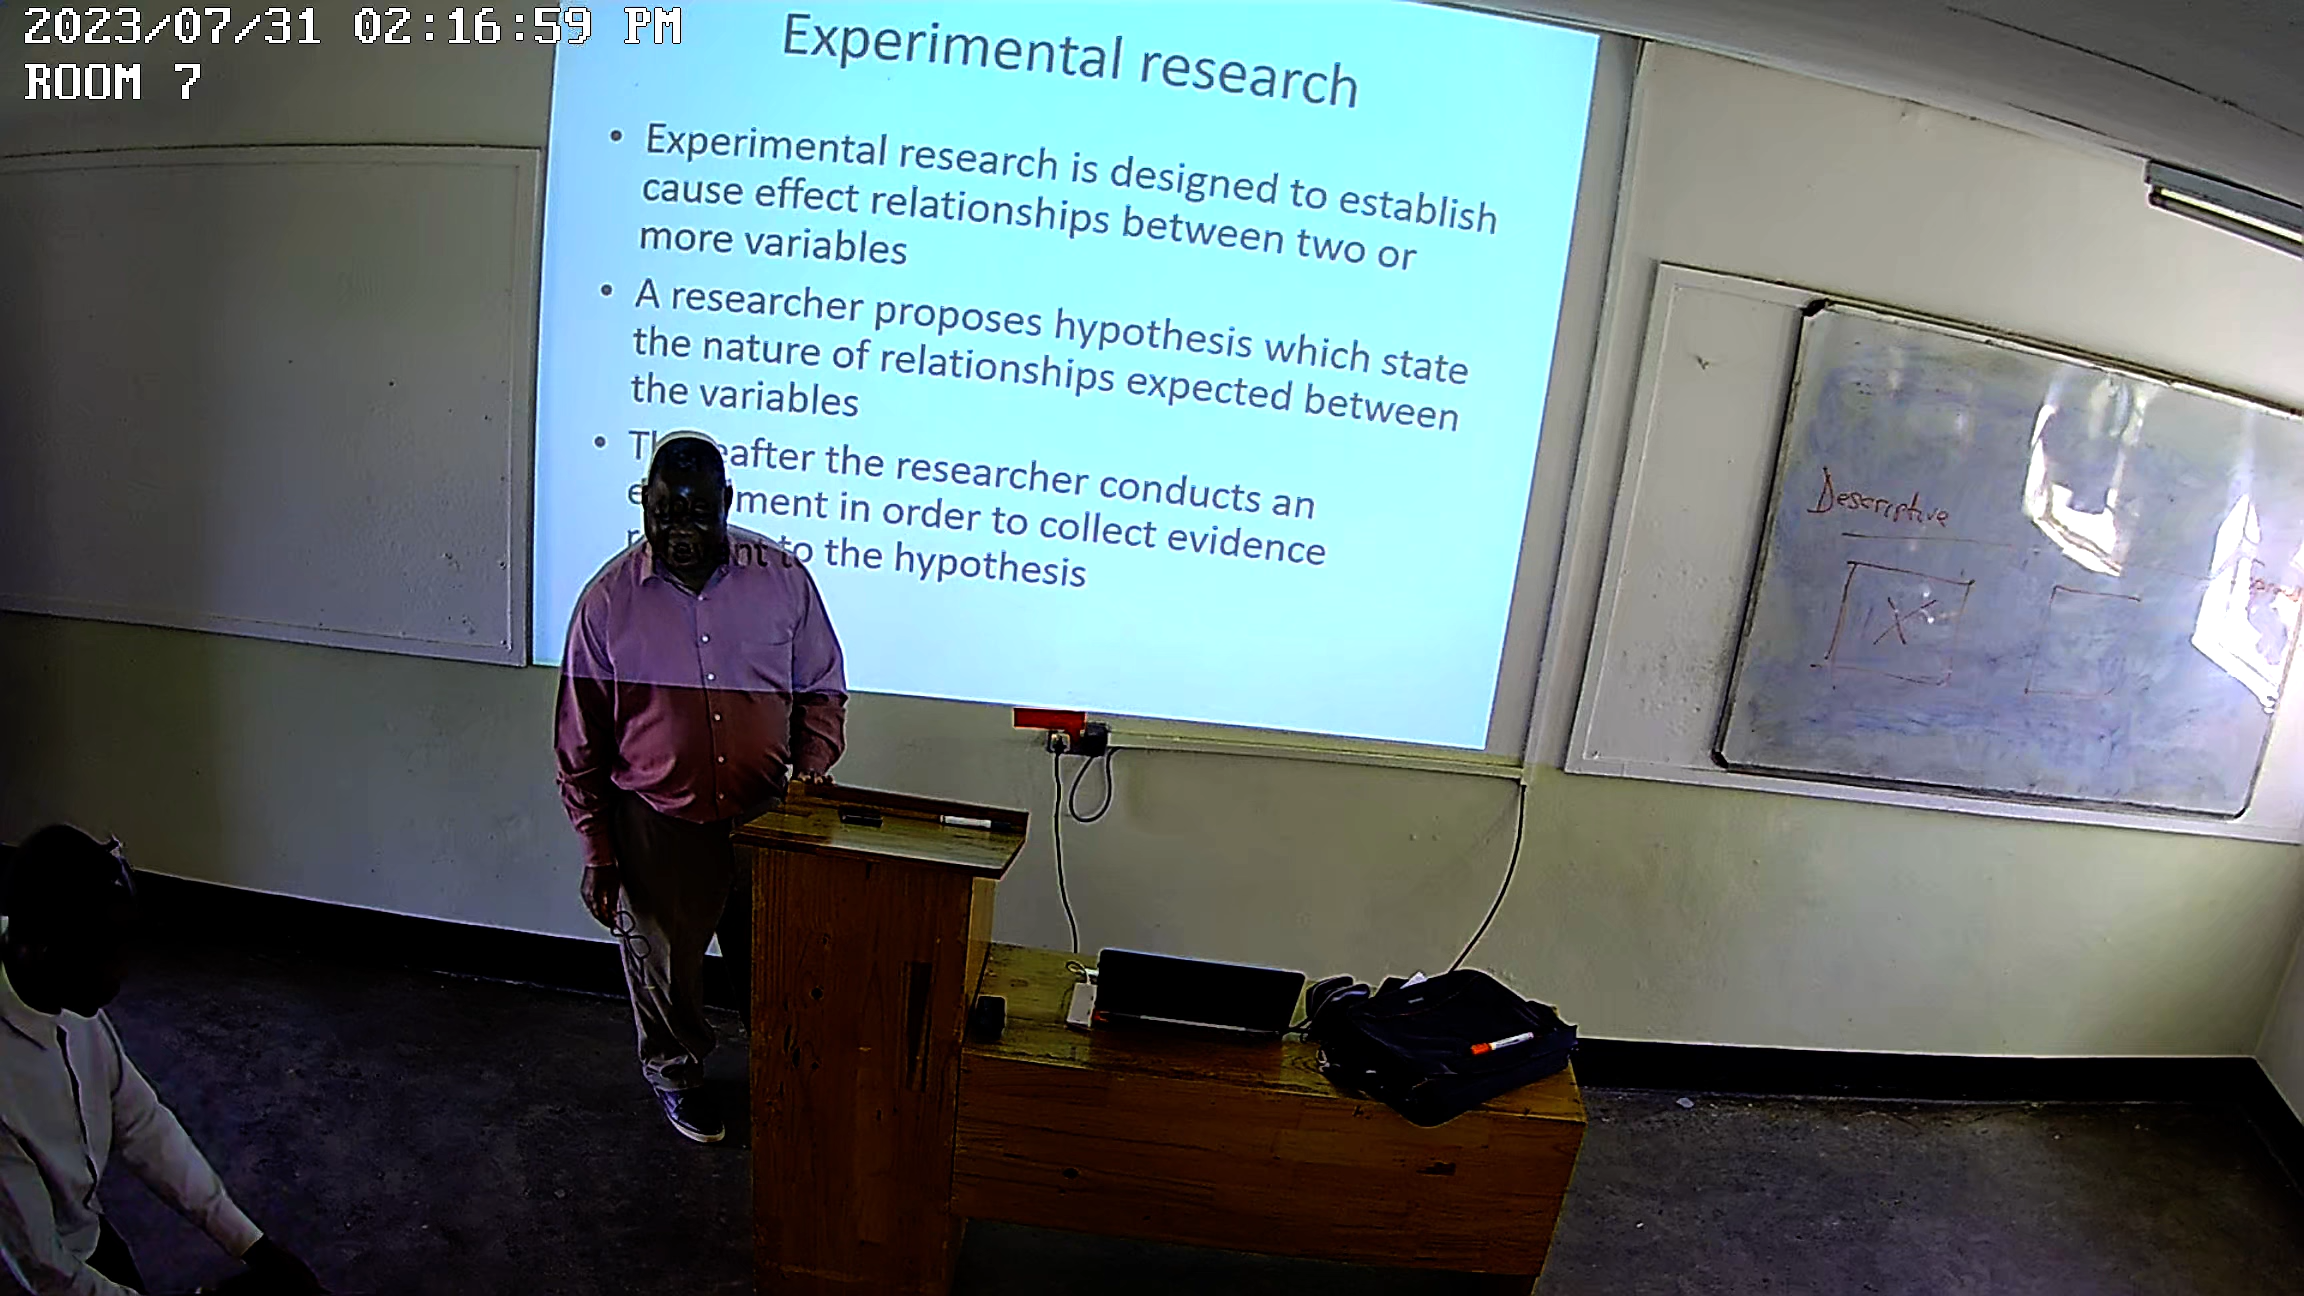 2023/07/31 02:16:59 PM
ROOM 7
Experimental research
• Experimental research is designed to establish
cause effect relationships between two or
more variables
• A researcher proposes hypothesis which state
the nature of relationships expected between
the variables
• after the researcher conducts an
in order to collect evidence
to the hypothesis
Descriptive
X